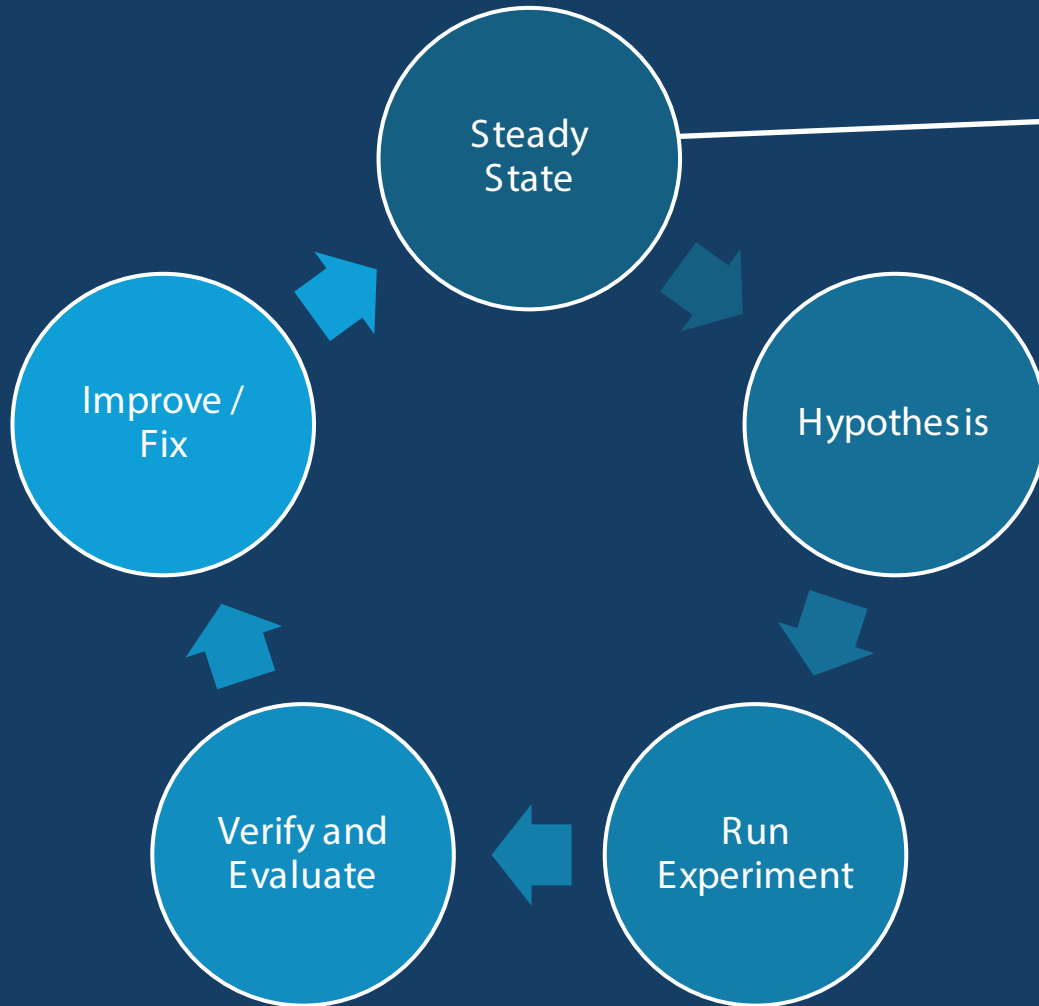 Steady
State
Hypothesis
Run
Experiment
Verify and
Evaluate
Improve /
Fix